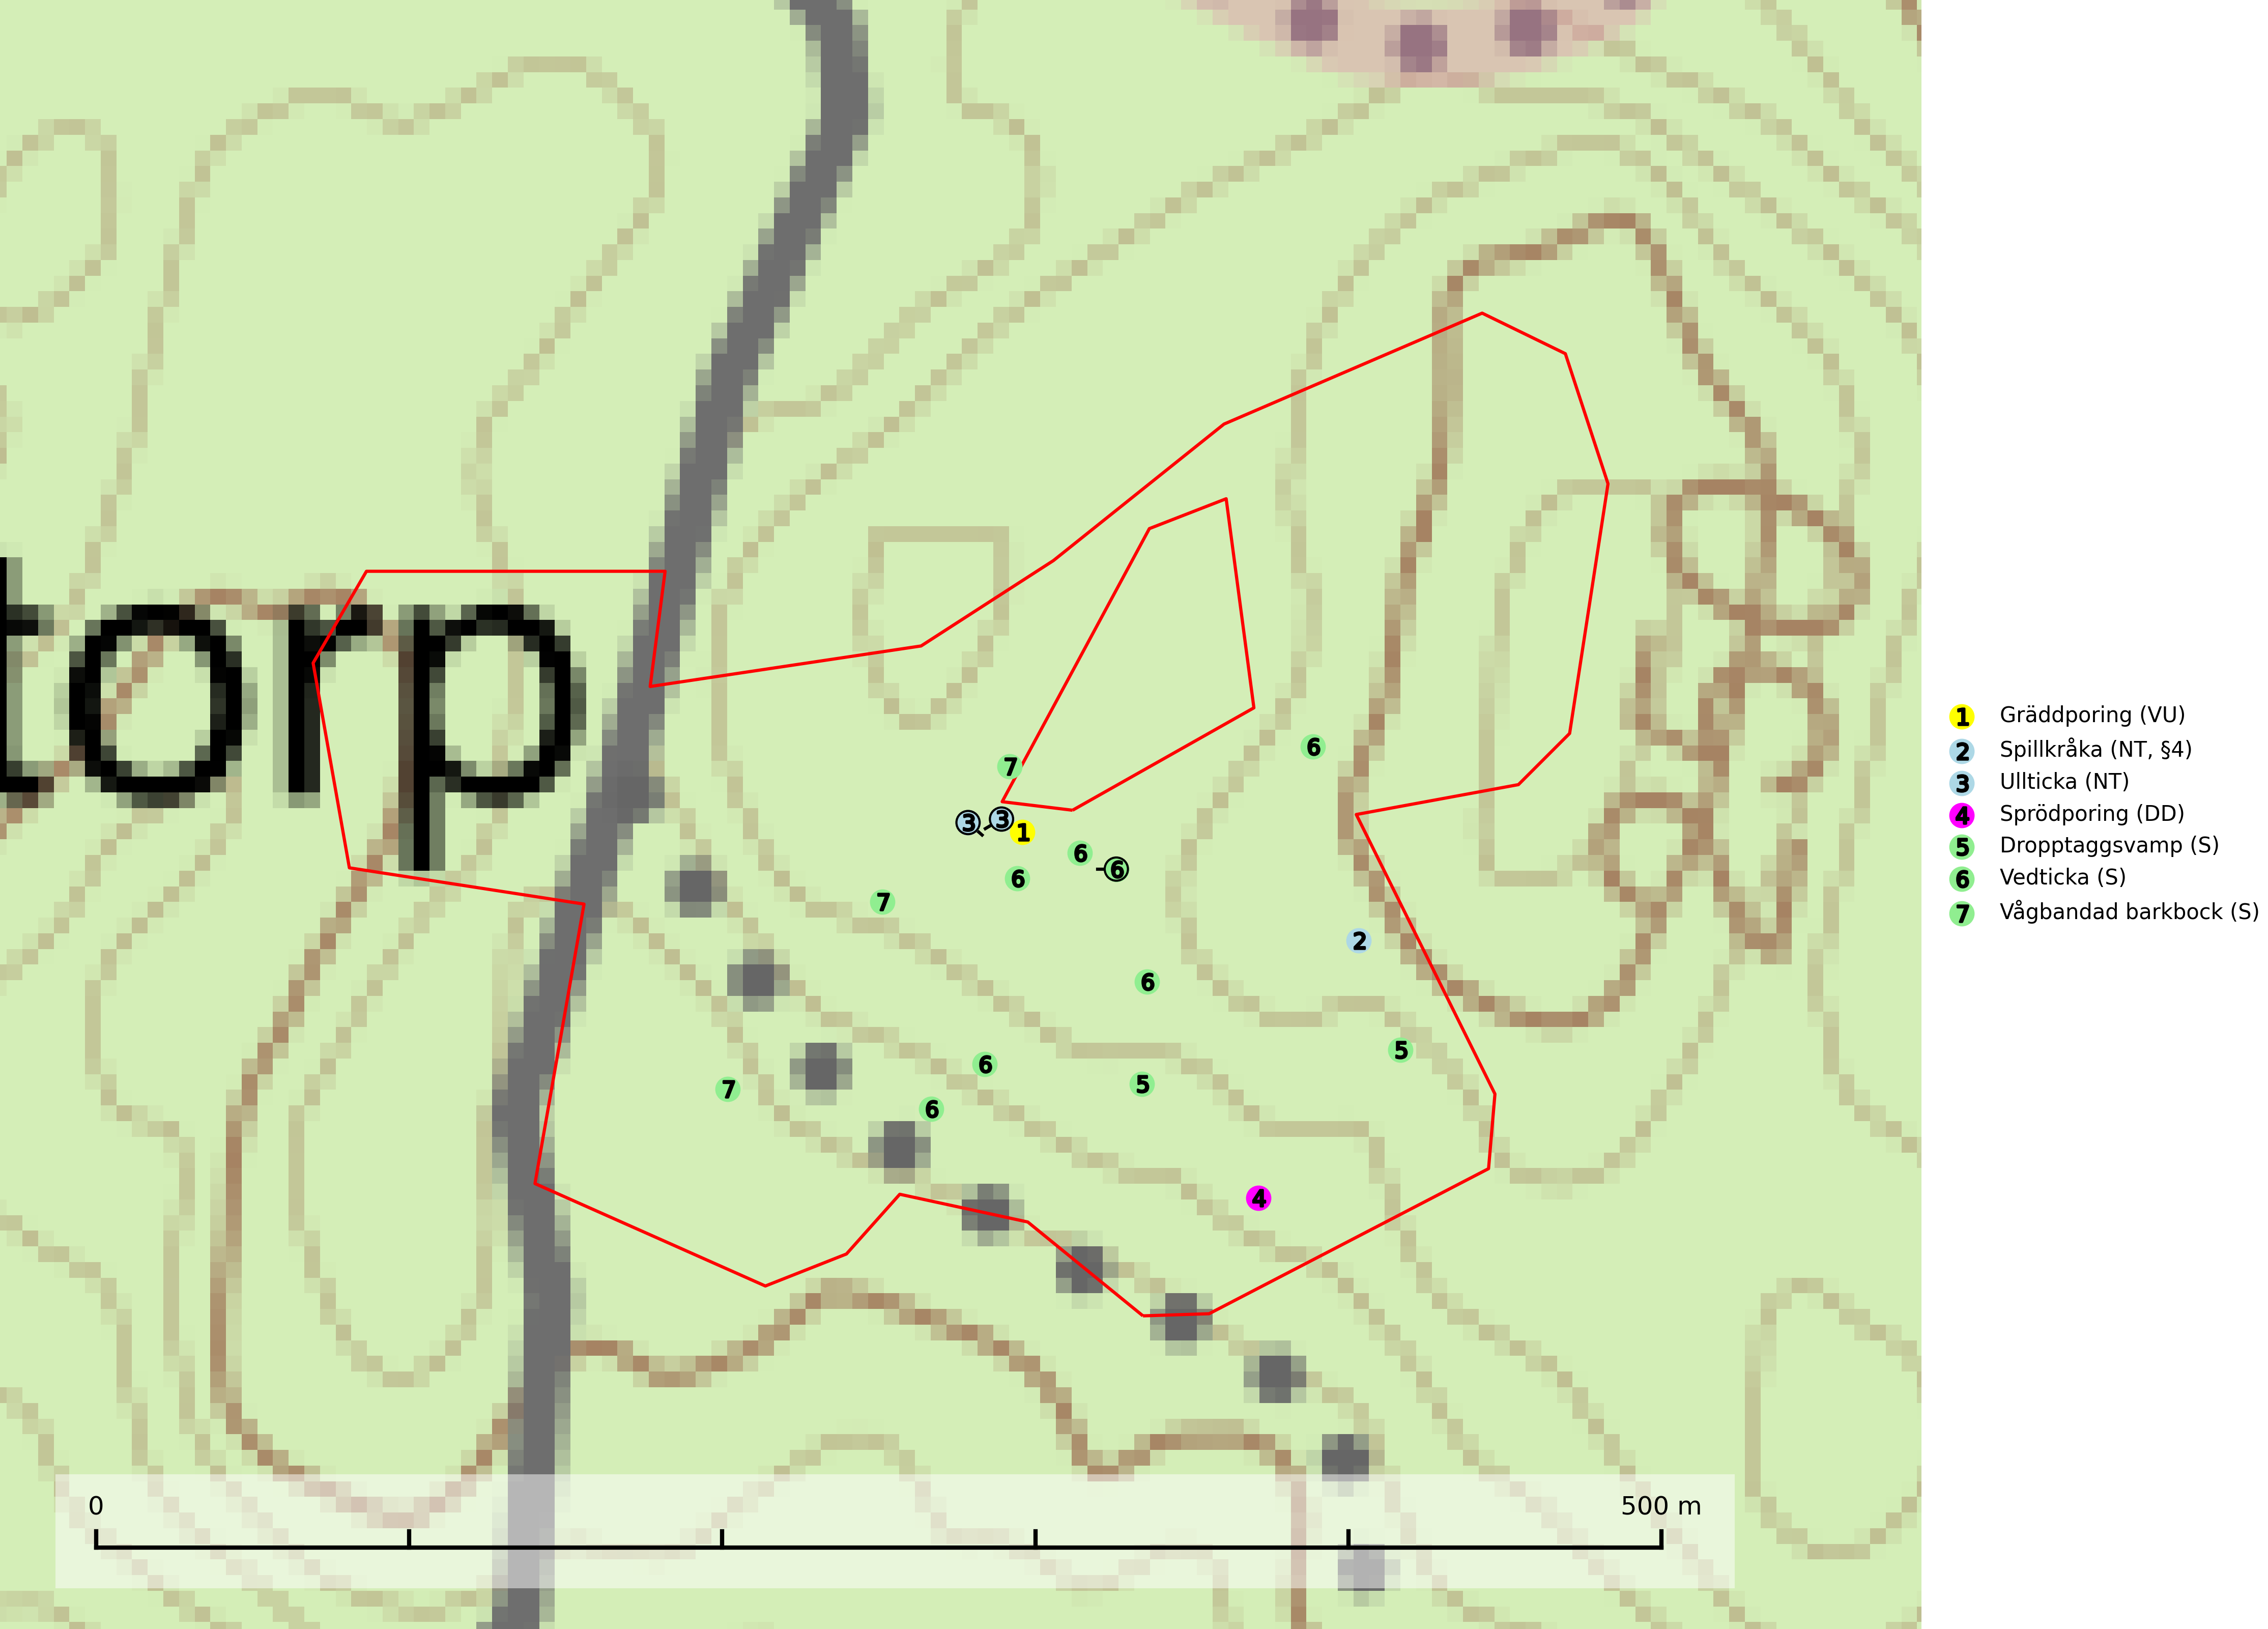 torp
7
6
3
3
1
6
6
6
7
2
6
5
6
5
7
6
4
0
500 m
1 Gräddporing (VU)
2 Spillkråka (NT, §4)
3 Ullticka (NT)
4 Sprödporing (DD)
5 Dropptaggsvamp (S)
6 Vedticka (S)
7 Vågbandad barkbock (S)